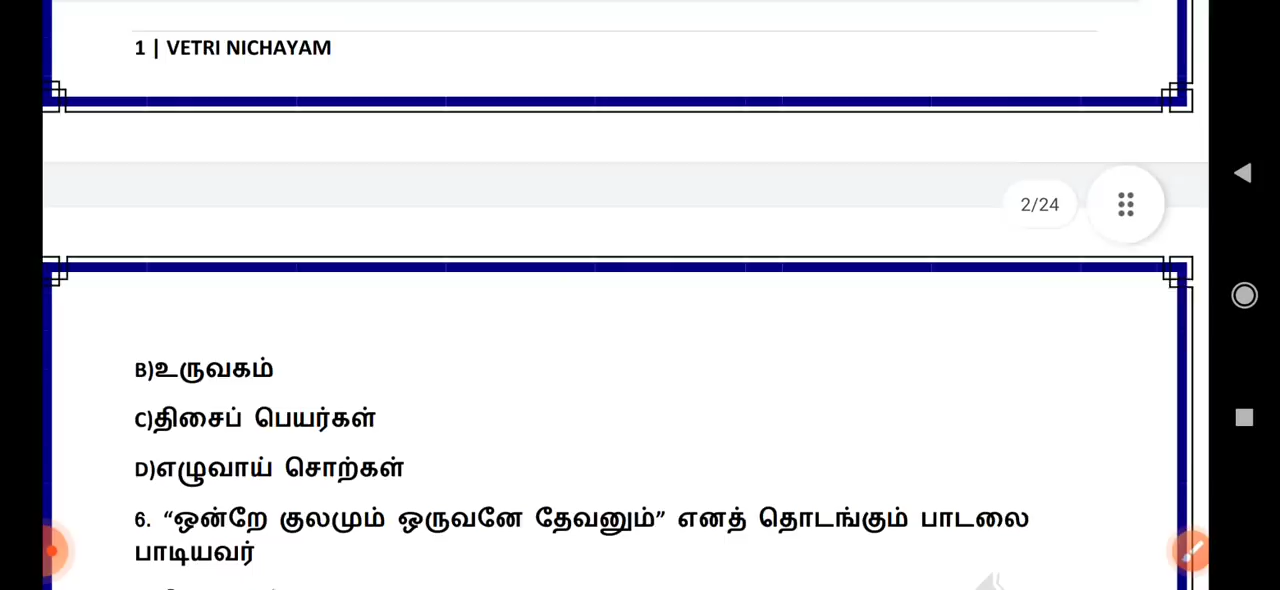 1 | VETRI NICHAYAM
2/24
B)உருவகம்
C)திசைப் பெயர்கள்
D)எழுவாய் சொற்கள்
6. “ஒன்றே குலமும் ஒருவனே தேவனும்” எனத் தொடங்கும் பாடலை
பாடியவர்